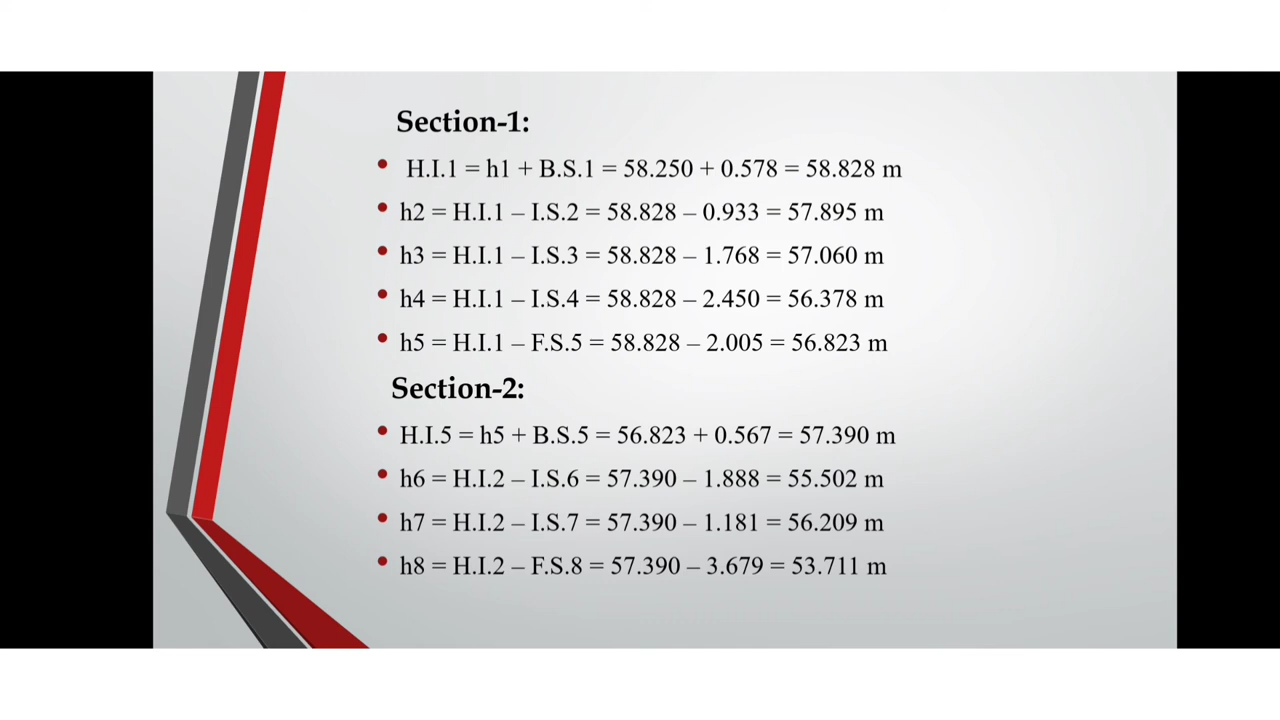 Section-1:
• H.I.1 = h1 + B.S.1 = 58.250 + 0.578 = 58.828 m
• h2 = H.I.1 – I.S.2 = 58.828 – 0.933 = 57.895 m
• h3 = H.I.1 – I.S.3 = 58.828 – 1.768 = 57.060 m
• h4 = H.I.1 – I.S.4 = 58.828 – 2.450 = 56.378 m
• h5 = H.I.1 – F.S.5 = 58.828 – 2.005 = 56.823 m
Section-2:
• H.I.5 = h5 + B.S.5 = 56.823 + 0.567 = 57.390 m
• h6 = H.I.2 – I.S.6 = 57.390 – 1.888 = 55.502 m
• h7 = H.I.2 – I.S.7 = 57.390 – 1.181 = 56.209 m
• h8 = H.I.2 – F.S.8 = 57.390 – 3.679 = 53.711 m